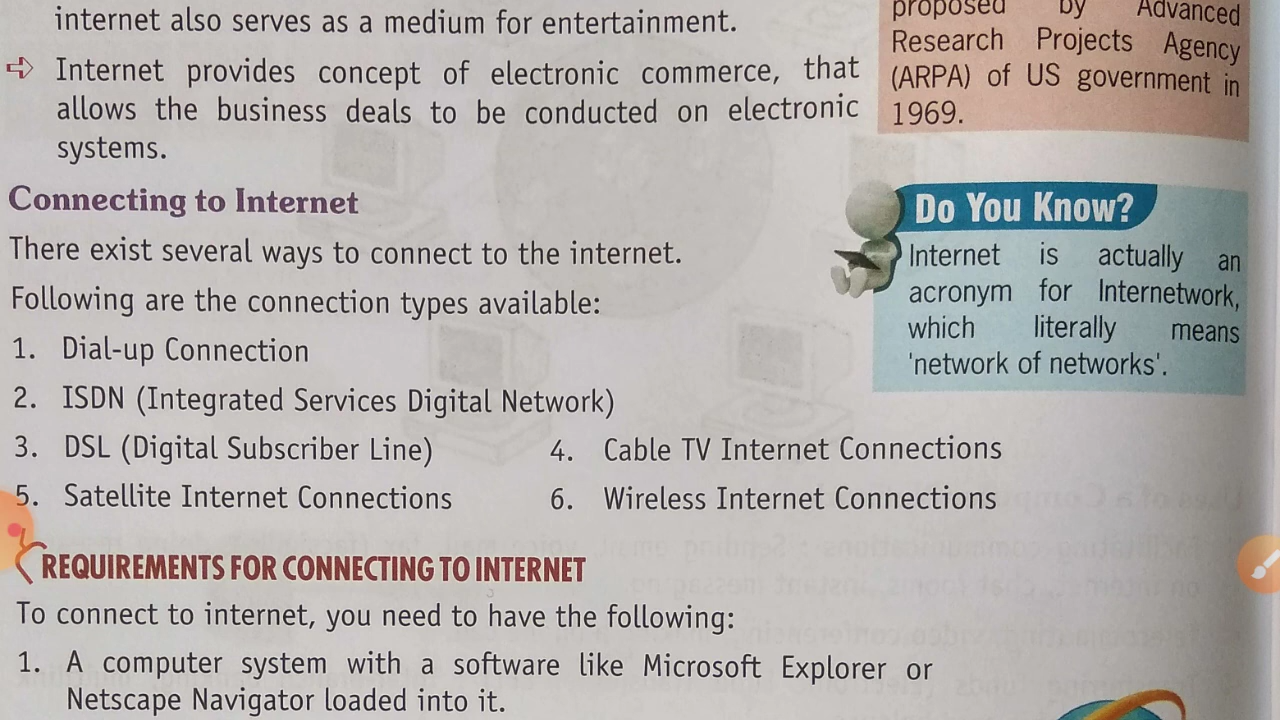 internet also serves as a medium for entertainment.
Internet provides concept of electronic commerce, that
allows the business deals to be conducted on electronic
systems.
Connecting to Internet
There exist several ways to connect to the internet.
Following are the connection types available:
1. Dial-up Connection
2. ISDN (Integrated Services Digital Network)
3. DSL (Digital Subscriber Line) 4. Cable TV Internet Connections
5. Satellite Internet Connections 6. Wireless Internet Connections
REQUIREMENTS FOR CONNECTING TO INTERNET
To connect to internet, you need to have the following:
1. A computer system with a software like Microsoft Explorer or
Netscape Navigator loaded into it.
proposed by Advanced
Research Projects Agency
(ARPA) of US government in
1969.
Do You Know?
Internet is actually an
acronym for Internetwork,
which literally means
'network of networks'.